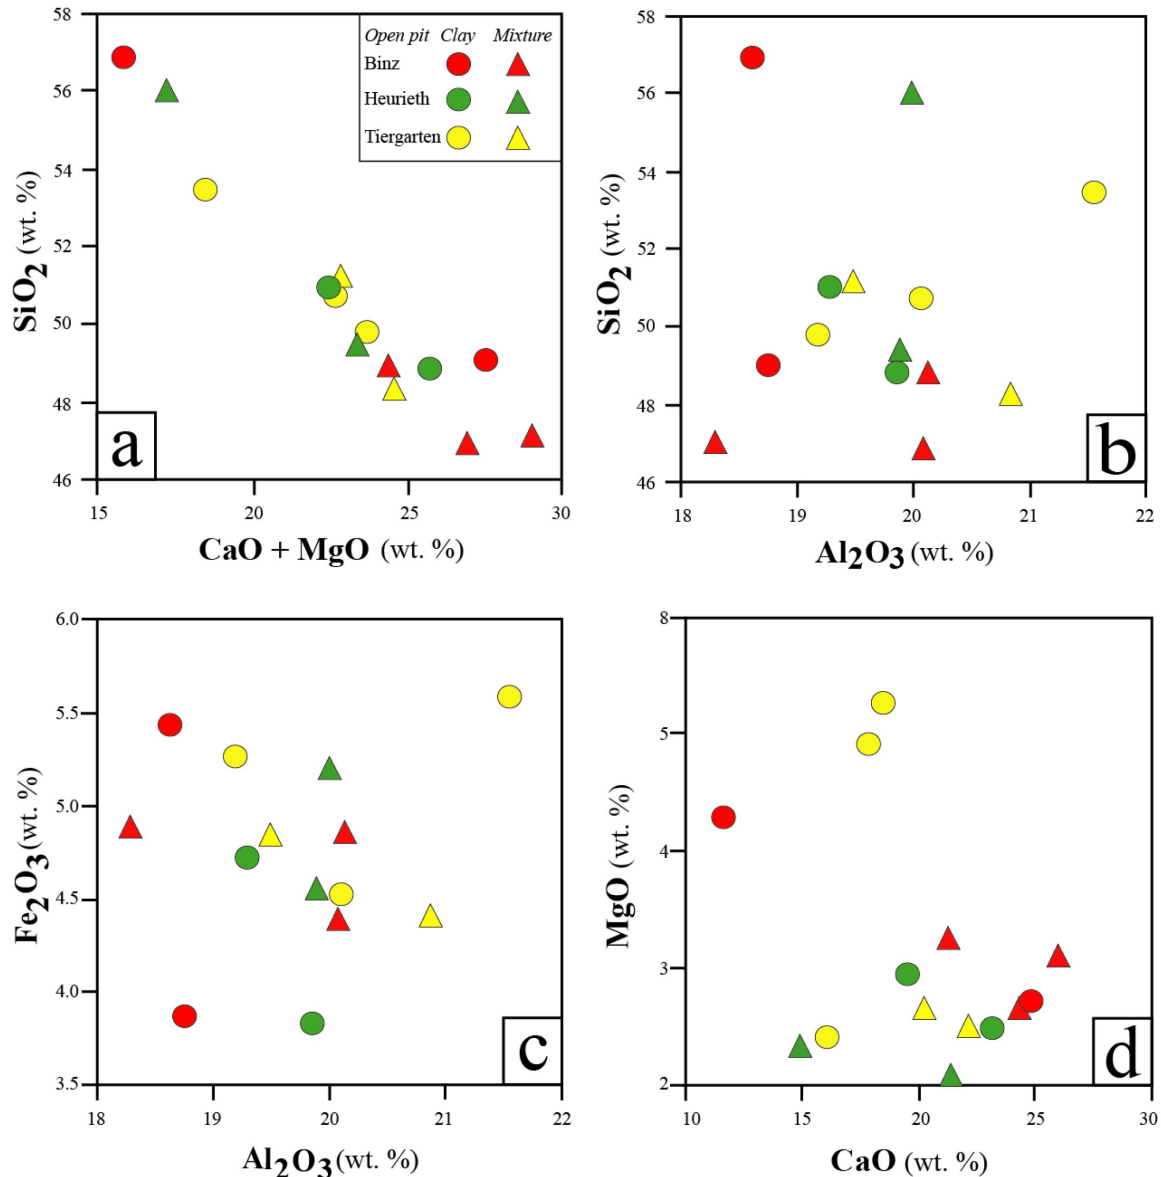 Open pit Clay Mixture
Binz
Heurieth
Tiergarten
58
56
54
52
50
48
46
SiO2 (wt. %)
a
15 20 25 30
CaO + MgO (wt. %)
58
56
54
52
50
48
46
SiO2 (wt. %)
b
18 19 20 21 22
Al2O3 (wt. %)
6.0
5.5
5.0
4.5
4.0
3.5
Fe2O3 (wt. %)
c
18 19 20 21 22
Al2O3 (wt. %)
8
5
4
3
2
MgO (wt. %)
d
10 15 20 25 30
CaO (wt. %)